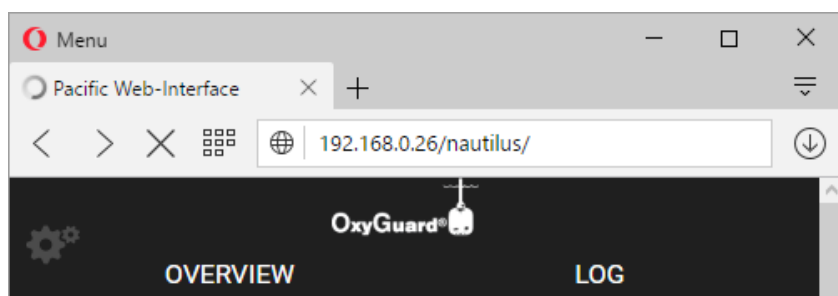 Menu
Pacific Web-Interface
192.168.0.26/nautilus/
OxyGuard®
OVERVIEW LOG